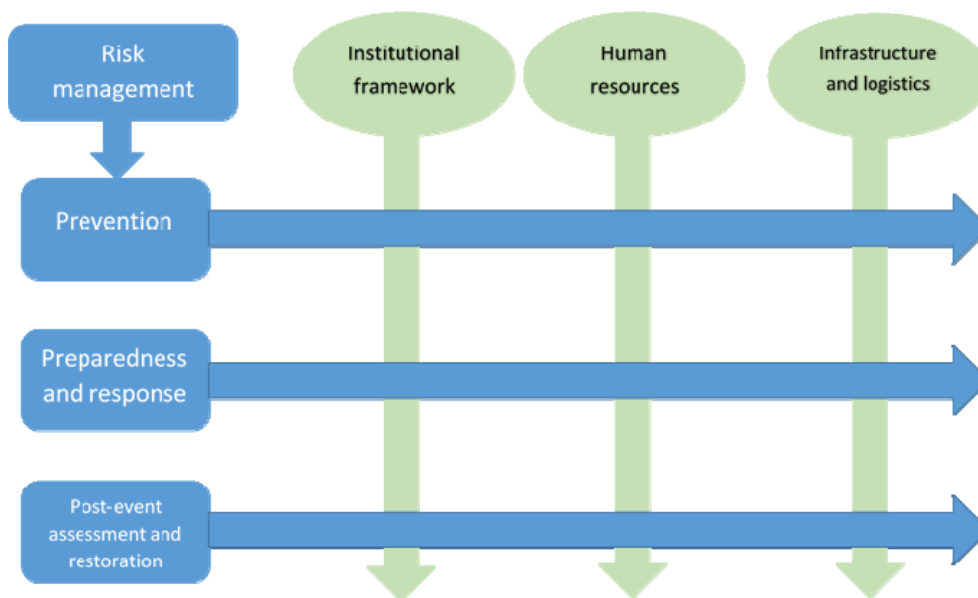 Risk
management
Institutional
framework
Human
resources
Infrastructure
and logistics
Prevention
Preparedness
and response
Post-event
assessment and
restoration